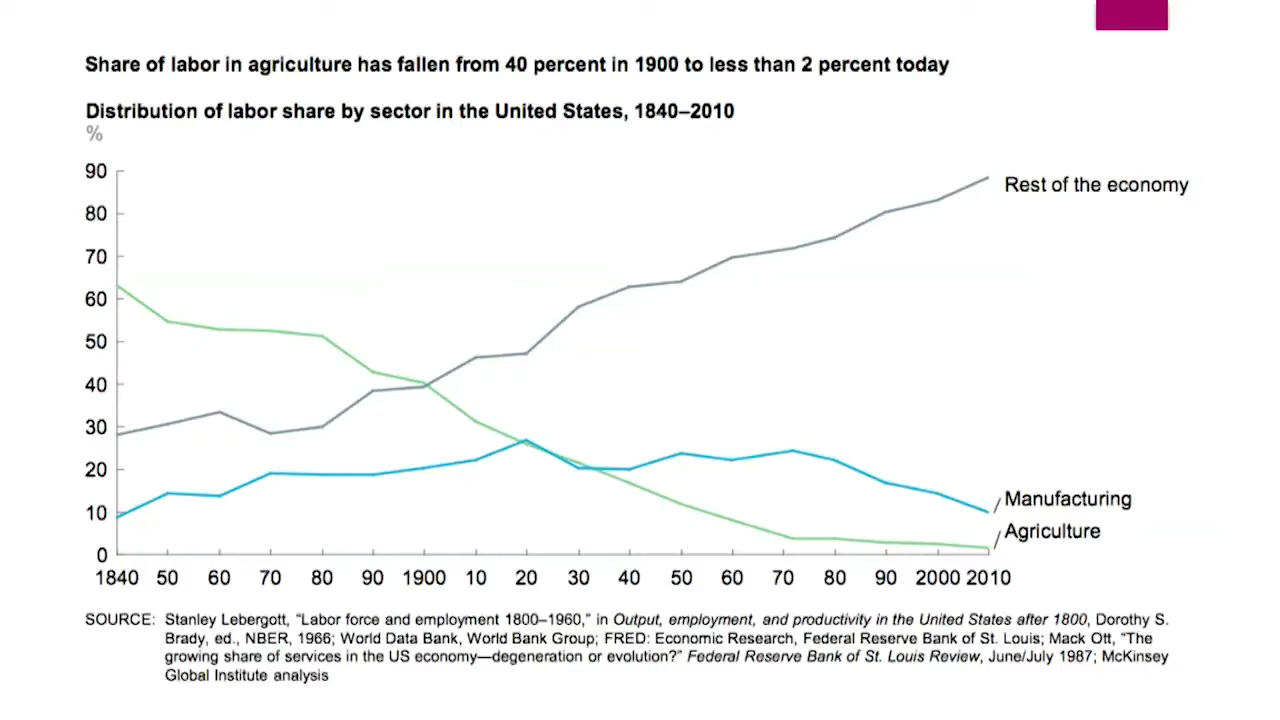 Share of labor in agriculture has fallen from 40 percent in 1900 to less than 2 percent today
Distribution of labor share by sector in the United States, 1840–2010
%
90
80
70
60
50
40
30
20
10
0
Rest of the economy
Manufacturing
Agriculture
1840 50 60 70 80 90 1900 10 20 30 40 50 60 70 80 90 2000 2010
SOURCE: Stanley Lebergott, “Labor force and employment 1800–1960,” in Output, employment, and productivity in the United States after 1800, Dorothy S.
Brady, ed., NBER, 1966; World Data Bank, World Bank Group; FRED: Economic Research, Federal Reserve Bank of St. Louis; Mack Ott, “The
growing share of services in the US economy—degeneration or evolution?” Federal Reserve Bank of St. Louis Review, June/July 1987; McKinsey
Global Institute analysis